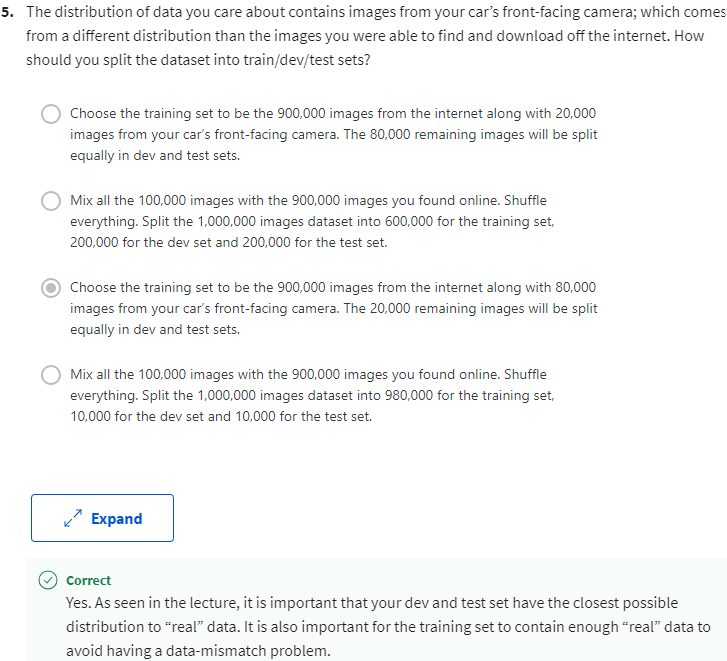 5. The distribution of data you care about contains images from your car's front-facing camera; which comes
from a different distribution than the images you were able to find and download off the internet. How
should you split the dataset into train/dev/test sets?
Choose the training set to be the 900,000 images from the internet along with 20,000
images from your car's front-facing camera. The 80,000 remaining images will be split
equally in dev and test sets.
Mix all the 100,000 images with the 900,000 images you found online. Shuffle
everything. Split the 1,000,000 images dataset into 600,000 for the training set,
200,000 for the dev set and 200,000 for the test set.
Choose the training set to be the 900,000 images from the internet along with 80,000
images from your car's front-facing camera. The 20,000 remaining images will be split
equally in dev and test sets.
Mix all the 100,000 images with the 900,000 images you found online. Shuffle
everything. Split the 1,000,000 images dataset into 980,000 for the training set,
10,000 for the dev set and 10,000 for the test set.
Expand
Correct
Yes. As seen in the lecture, it is important that your dev and test set have the closest possible
distribution to “real” data. It is also important for the training set to contain enough “real” data to
avoid having a data-mismatch problem.